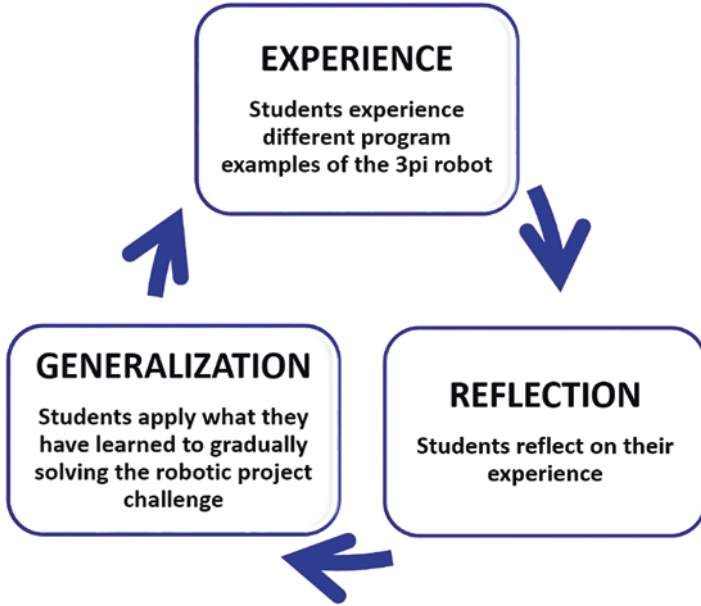 EXPERIENCE
Students experience
different program
examples of the 3pi robot
GENERALIZATION
Students apply what they
have learned to gradually
solving the robotic project
challenge
REFLECTION
Students reflect on their
experience